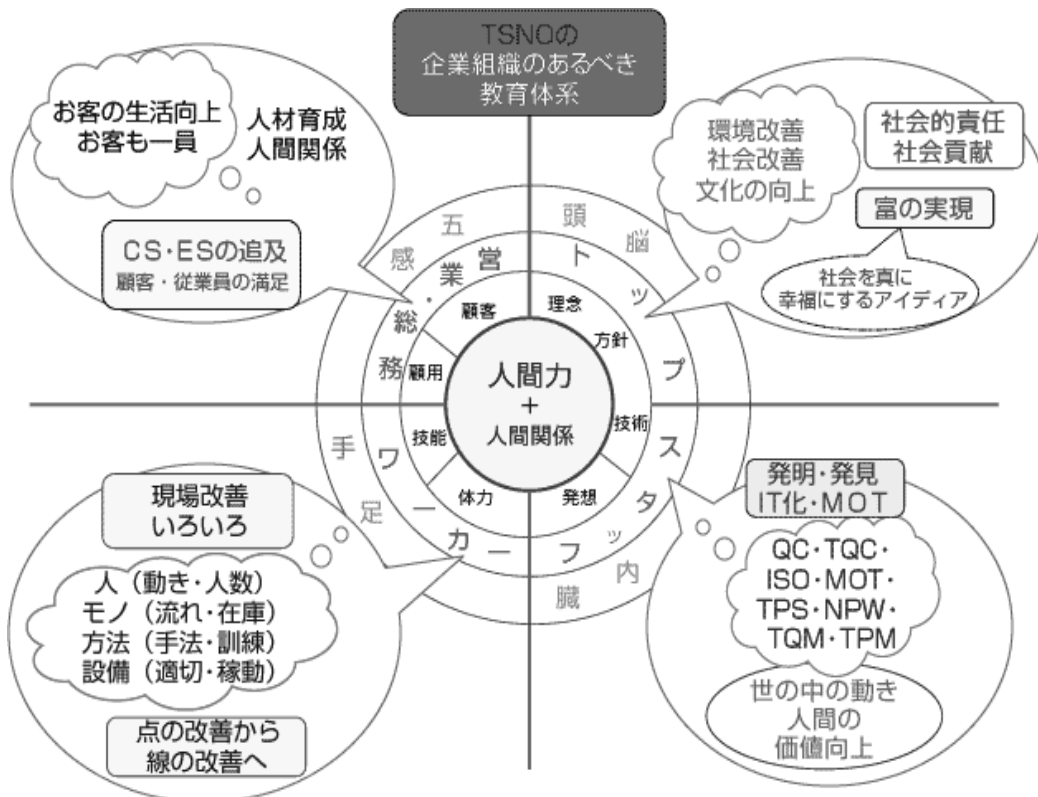 TSNOの
企業組織のあるべき
教育体系
お客の生活向上
お客も一員
人材育成
人間関係
CS・ESの追及
顧客・従業員の満足
環境改善
社会改善
文化の向上
社会的責任
社会貢献
富の実現
社会を真に
幸福にするアイディア
五感
頭脳
営業・総務
トップ
顧客
理念
方針
顧用
人間力
+
人間関係
技能
技術
体力
発想
手足
ワーカー
スタッフ
内臓
現場改善
いろいろ
人（動き・人数）
モノ（流れ・在庫）
方法（手法・訓練）
設備（適切・稼動）
点の改善から
線の改善へ
発明・発見
IT化・MOT
QC・TQC・
ISO・MOT・
TPS・NPW・
TQM・TPM
世の中の動き
人間の
価値向上